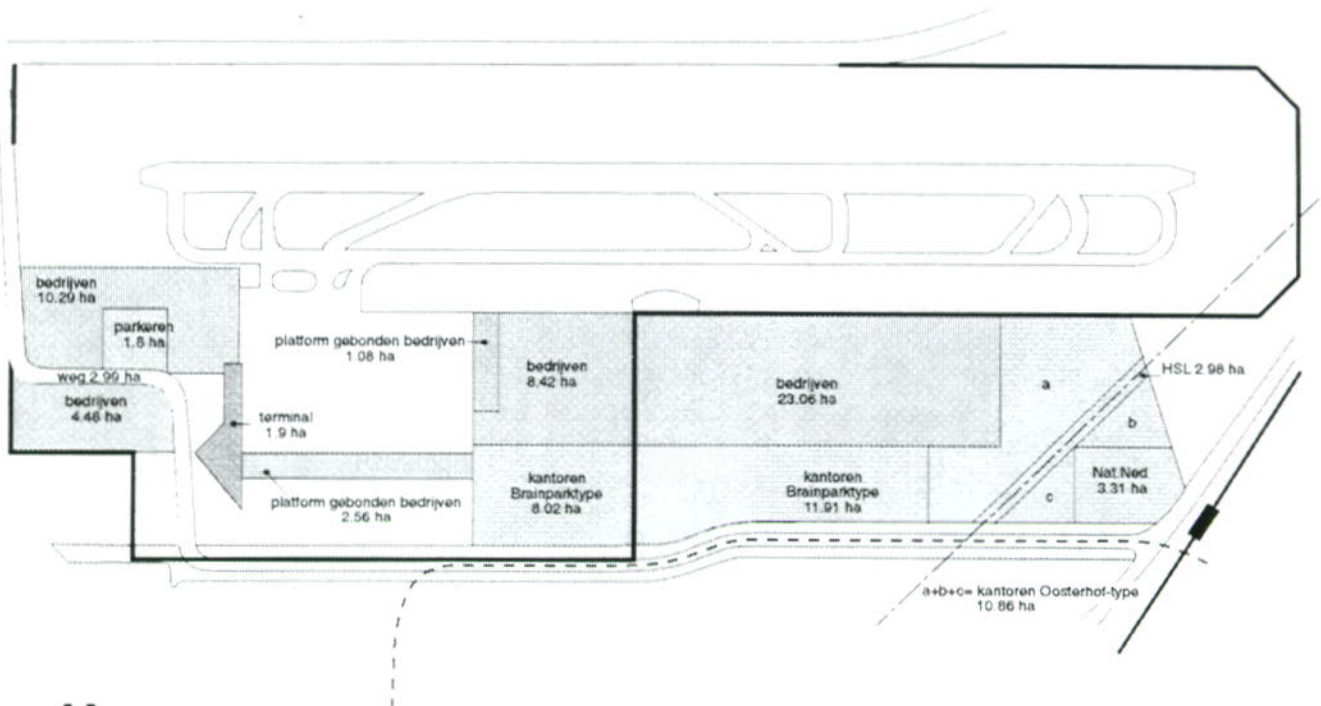 bedrijven
10.29 ha
parkeren
1.8 ha
weg 2.99 ha
bedrijven
4.46 ha
terminal
1.9 ha
platform gebonden bedrijven
1.08 ha
platform gebonden bedrijven
2.56 ha
bedrijven
8.42 ha
kantoren
Brainparktype
8.02 ha
bedrijven
23.06 ha
kantoren
Brainparktype
11.91 ha
a
b
c
HSL 2.98 ha
Nat.Ned.
3.31 ha
a+b+c= kantoren Oosterhof-type
10.86 ha